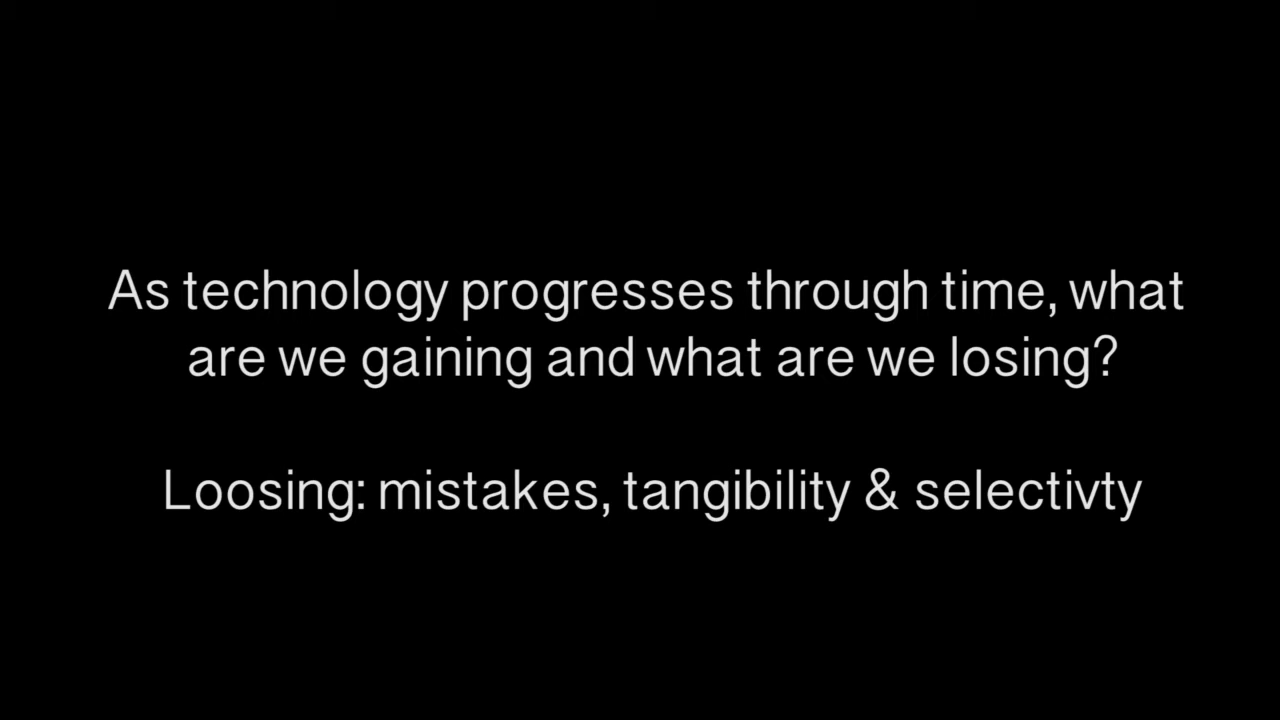 As technology progresses through time, what
are we gaining and what are we losing?
Loosing: mistakes, tangibility & selectivty